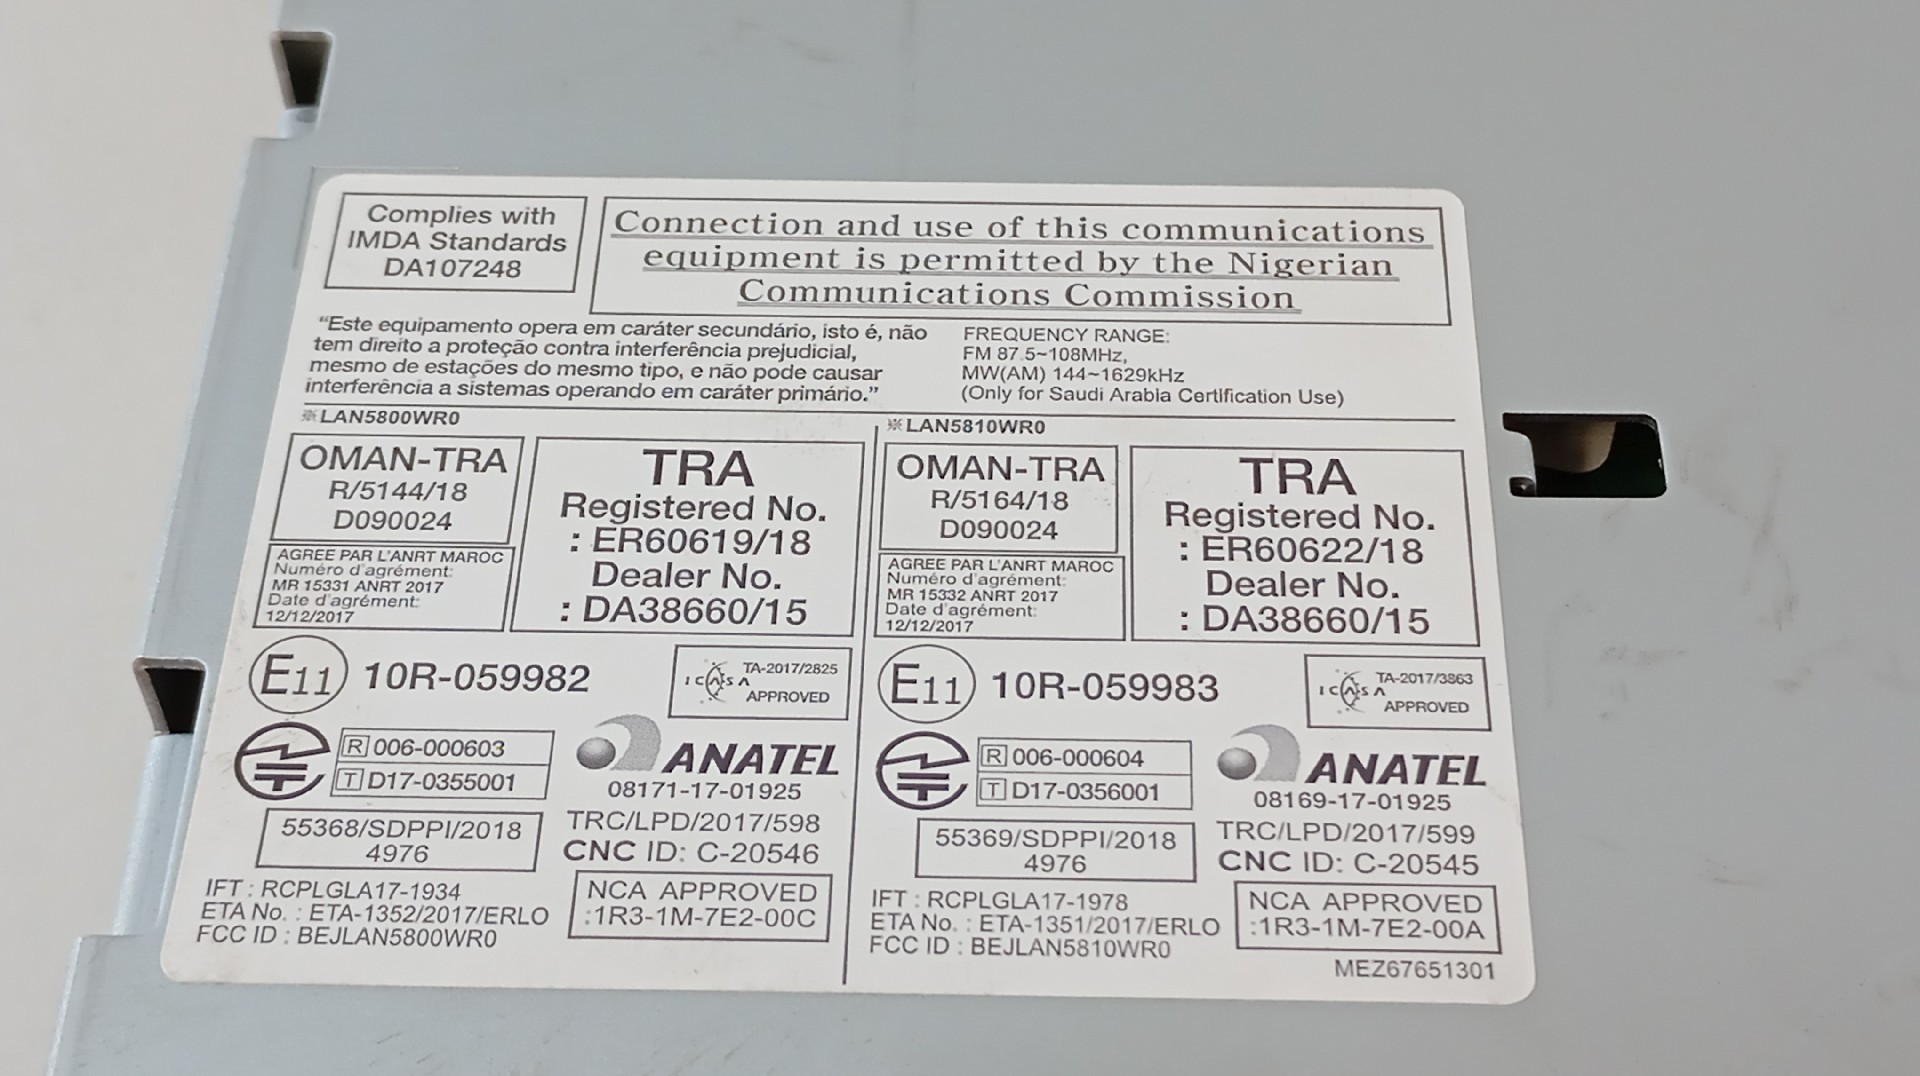 Complies with
IMDA Standards
DA107248
Connection and use of this communications
equipment is permitted by the Nigerian
Communications Commission
“Este equipamento opera em caráter secundário, isto é, não
tem direito a proteção contra interferência prejudicial,
mesmo de estações do mesmo tipo, e não pode causar
interferência a sistemas operando em caráter primário.”
FREQUENCY RANGE:
FM 87.5~108MHz,
MW(AM) 144~1629kHz
(Only for Saudi Arabia Certification Use)
※LAN5800WR0
OMAN-TRA
R/5144/18
D090024
TRA
Registered No.
: ER60619/18
Dealer No.
: DA38660/15
AGREE PAR L'ANRT MAROC
Numéro d'agrément:
MR 15331 ANRT 2017
Date d'agrément:
12/12/2017
E11 10R-059982
ICASA
TA-2017/2825
APPROVED
R 006-000603
T D17-0355001
ANATEL
08171-17-01925
55368/SDPPI/2018
4976
TRC/LPD/2017/598
CNC ID: C-20546
IFT : RCPLGLA17-1934
ETA No. : ETA-1352/2017/ERLO
FCC ID : BEJLAN5800WR0
NCA APPROVED
:1R3-1M-7E2-00C
※LAN5810WR0
OMAN-TRA
R/5164/18
D090024
TRA
Registered No.
: ER60622/18
Dealer No.
: DA38660/15
AGREE PAR L'ANRT MAROC
Numéro d'agrément:
MR 15332 ANRT 2017
Date d'agrément:
12/12/2017
E11 10R-059983
ICASA
TA-2017/3863
APPROVED
R 006-000604
T D17-0356001
ANATEL
08169-17-01925
55369/SDPPI/2018
4976
TRC/LPD/2017/599
CNC ID: C-20545
IFT : RCPLGLA17-1978
ETA No. : ETA-1351/2017/ERLO
FCC ID : BEJLAN5810WR0
NCA APPROVED
:1R3-1M-7E2-00A
MEZ67651301